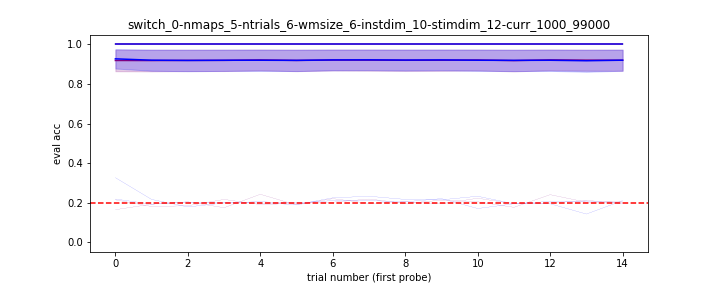 switch_0-nmaps_5-ntrials_6-wmsize_6-instdim_10-stimdim_12-curr_1000_99000
1.0
0.8
0.6
0.4
0.2
0.0
eval acc
0 2 4 6 8 10 12 14
trial number (first probe)